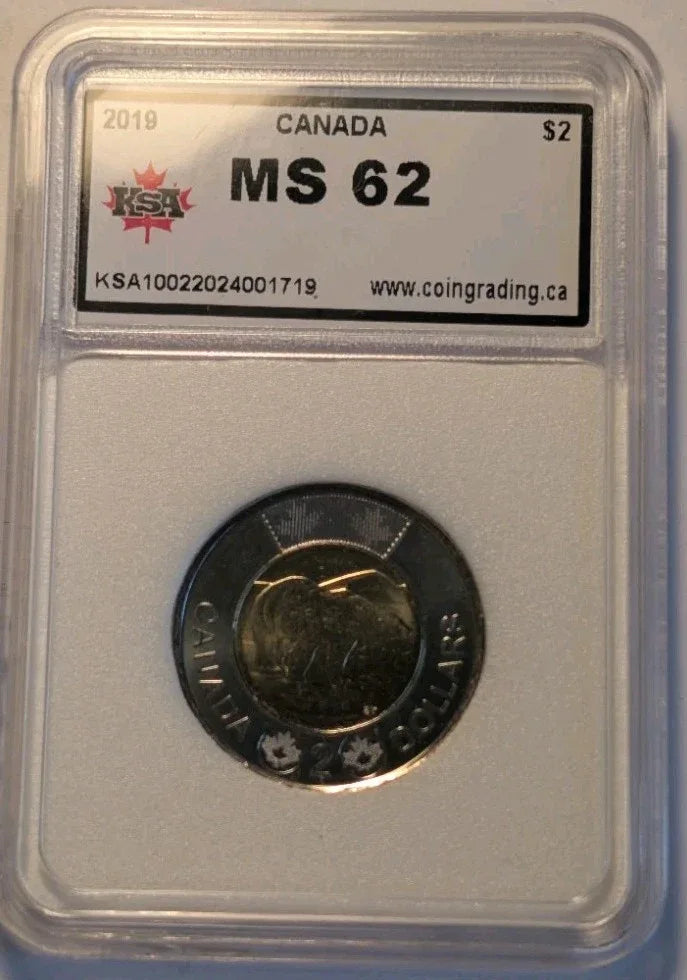 2019 CANADA $2
MS 62
KSA
KSA10022024001719 www.coingrading.ca
CANADA 2 DOLLARS